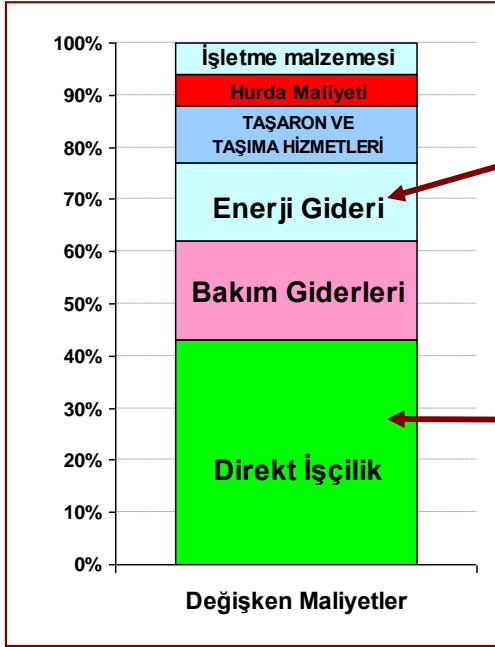 100%
90%
80%
70%
60%
50%
40%
30%
20%
10%
0%
İşletme malzemesi
Hurda Maliyeti
TAŞARON VE
TAŞIMA HİZMETLERİ
Enerji Gideri
Bakım Giderleri
Direkt İşçilik
Değişken Maliyetler